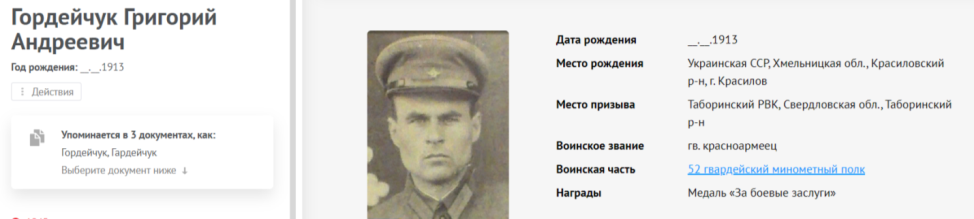 Гордейчук Григорий
Андреевич
Год рождения: __.__.1913
⋮ Действия
Упоминается в 3 документах, как:
Гордейчук, Гардейчук
Выберите документ ниже ↓
Дата рождения __.__.1913
Место рождения Украинская ССР, Хмельницкая обл., Красиловский
р-н, г. Красилов
Место призыва Таборинский РВК, Свердловская обл., Таборинский
р-н
Воинское звание гв. красноармеец
Воинская часть 52 гвардейский минометный полк
Награды Медаль «За боевые заслуги»